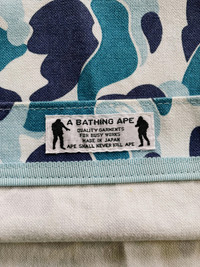 A BATHING APE
QUALITY GARMENTS
FOR BUSY WORKS
MADE IN JAPAN
APE SHALL NEVER KILL APE